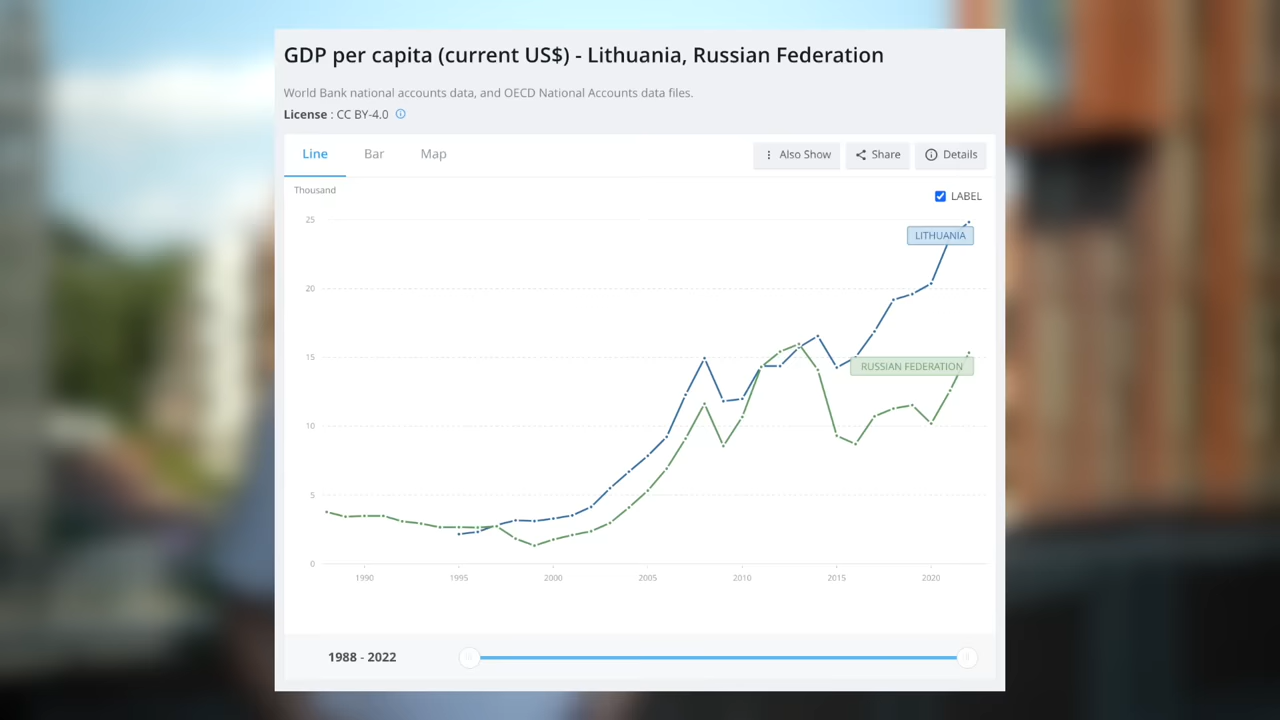 GDP per capita (current US$) - Lithuania, Russian Federation
World Bank national accounts data, and OECD National Accounts data files.
License : CC BY-4.0
Line Bar Map Also Show Share Details
Thousand
LABEL
25
LITHUANIA
20
15
RUSSIAN FEDERATION
10
5
0
1990 1995 2000 2005 2010 2015 2020
1988 - 2022